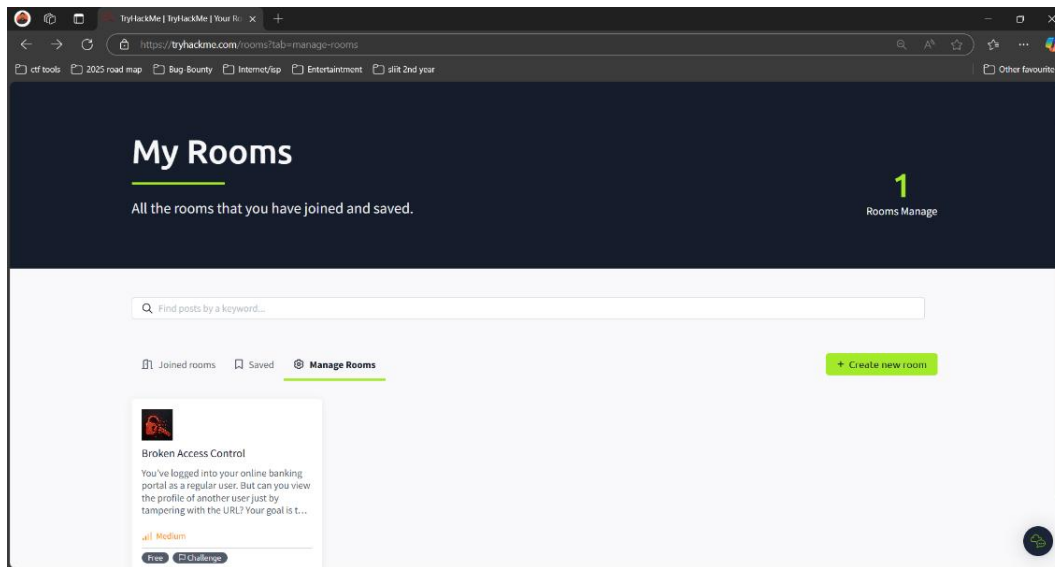 TryHackMe | TryHackMe | Your Ro
https://tryhackme.com/rooms?tab=manage-rooms
ctf tools
2025 road map
Bug-Bounty
Internet/isp
Entertaintment
sliit 2nd year
Other favourite
My Rooms
All the rooms that you have joined and saved.
1
Rooms Manage
Find posts by a keyword...
Joined rooms
Saved
Manage Rooms
+ Create new room
Broken Access Control
You've logged into your online banking
portal as a regular user. But can you view
the profile of another user just by
tampering with the URL? Your goal is t...
Medium
Free
Challenge